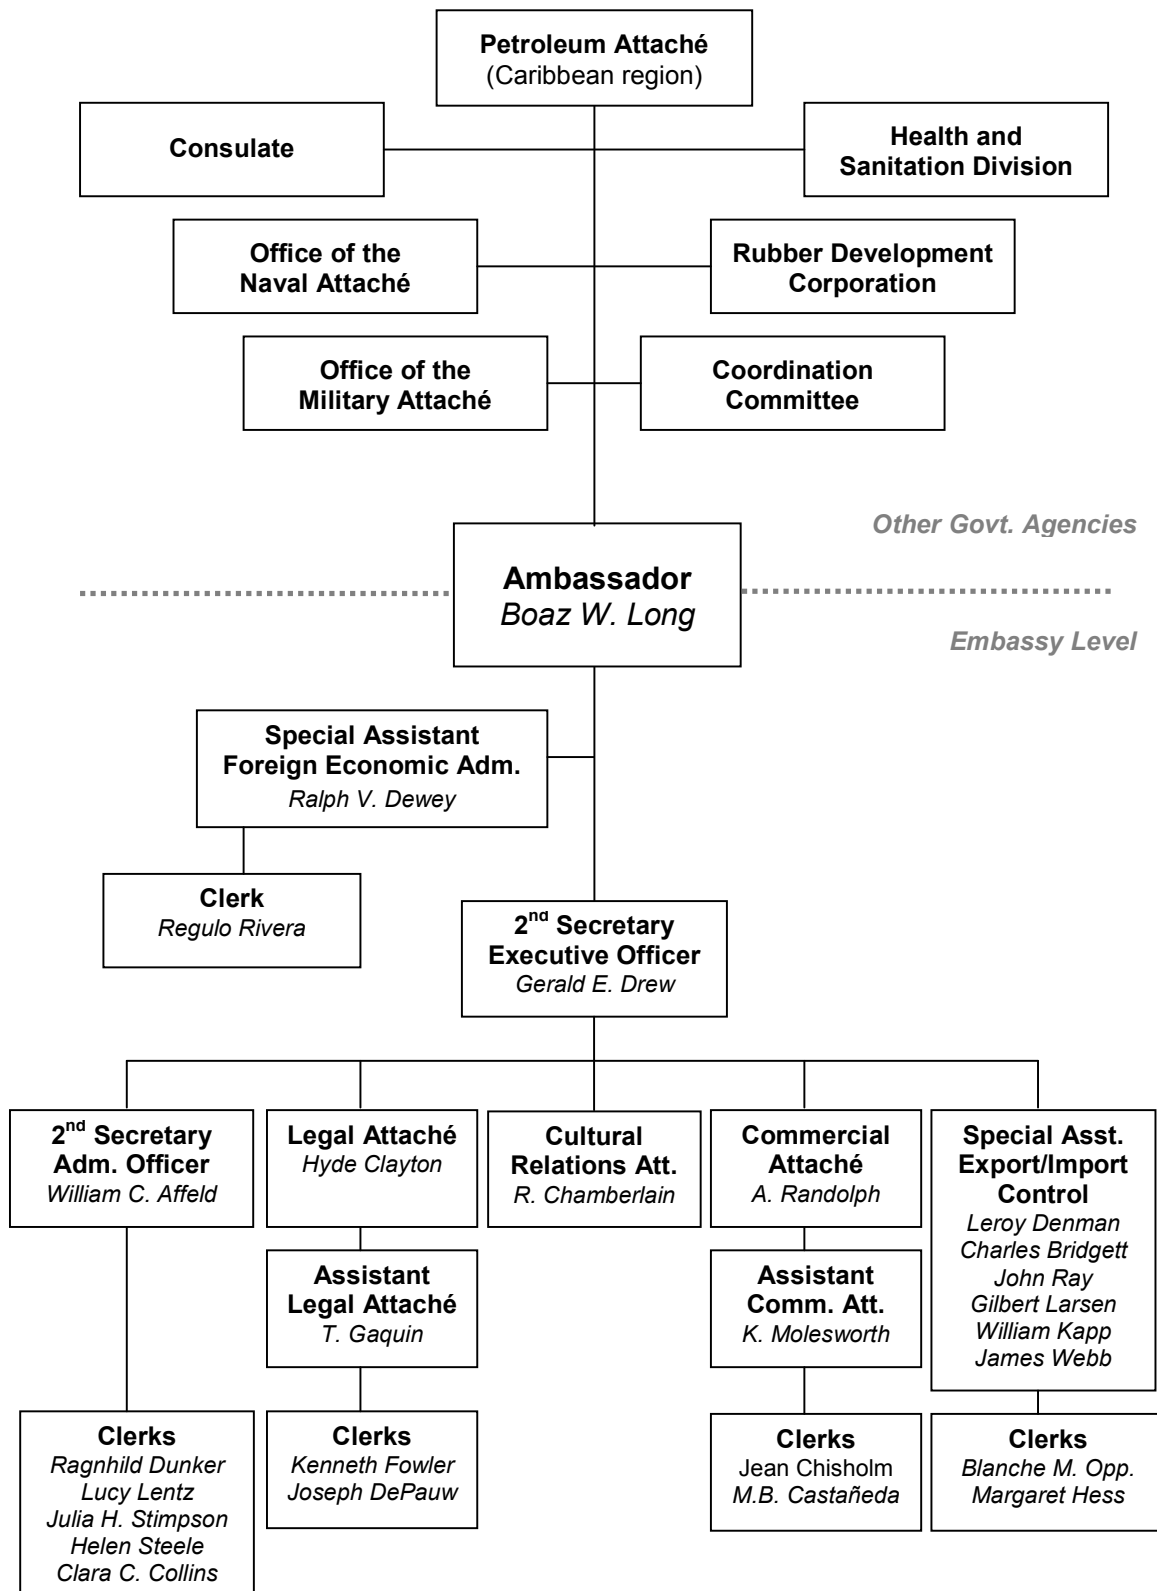 Petroleum Attaché
(Caribbean region)
Consulate
Health and
Sanitation Division
Office of the
Naval Attaché
Rubber Development
Corporation
Office of the
Military Attaché
Coordination
Committee
Other Govt. Agencies
Ambassador
Boaz W. Long
Embassy Level
Special Assistant
Foreign Economic Adm.
Ralph V. Dewey
Clerk
Regulo Rivera
2nd Secretary
Executive Officer
Gerald E. Drew
2nd Secretary
Adm. Officer
William C. Affeld
Legal Attaché
Hyde Clayton
Cultural
Relations Att.
R. Chamberlain
Commercial
Attaché
A. Randolph
Special Asst.
Export/Import
Control
Leroy Denman
Charles Bridgett
John Ray
Gilbert Larsen
William Kapp
James Webb
Assistant
Legal Attaché
T. Gaquin
Assistant
Comm. Att.
K. Molesworth
Clerks
Ragnhild Dunker
Lucy Lentz
Julia H. Stimpson
Helen Steele
Clara C. Collins
Clerks
Kenneth Fowler
Joseph DePauw
Clerks
Jean Chisholm
M.B. Castañeda
Clerks
Blanche M. Opp.
Margaret Hess